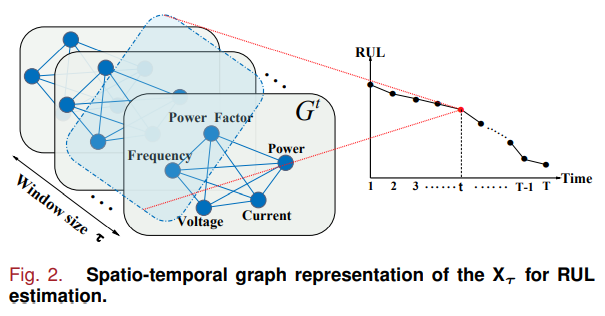 RUL
G^t
Power Factor
Power
Frequency
Voltage
Current
Window size τ
1 2 3 ······ t ······· T-1 T
Time
Fig. 2. Spatio-temporal graph representation of the X_τ for RUL
estimation.